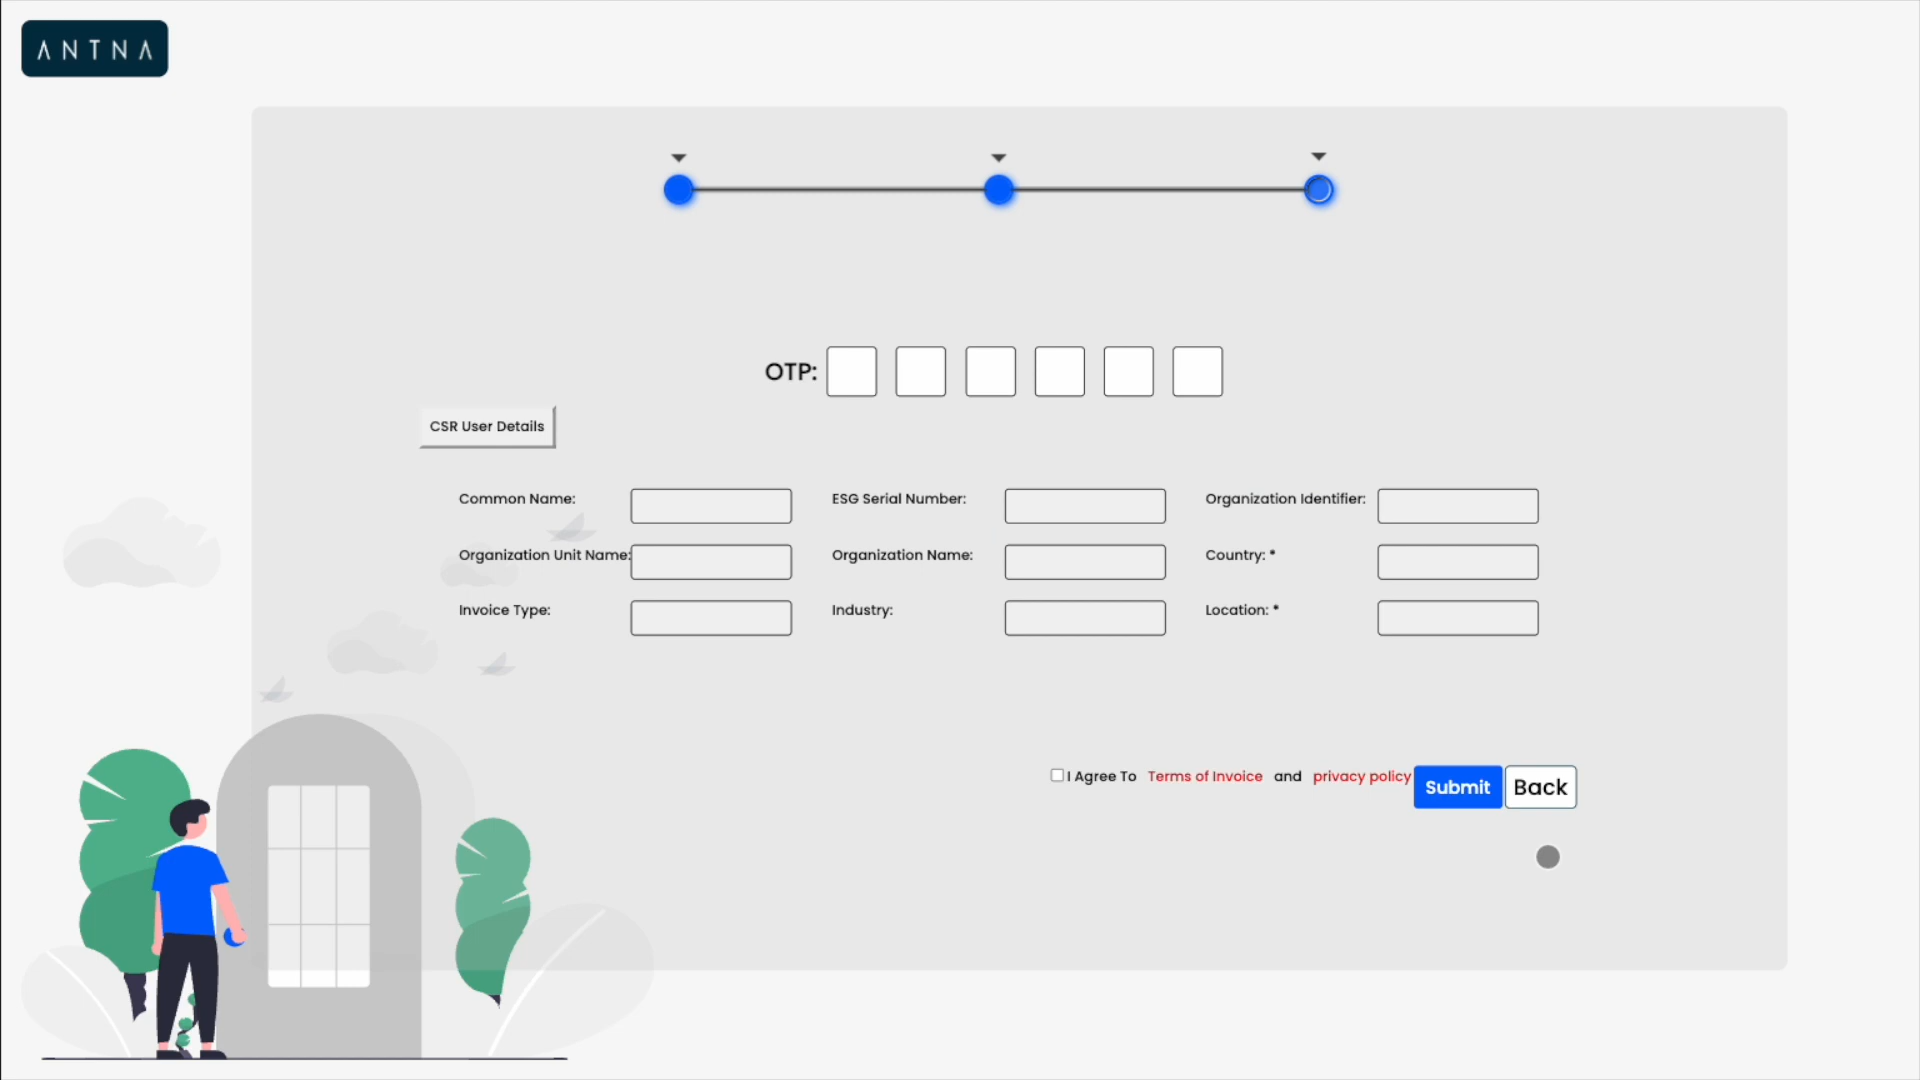 ANTNA
OTP:
CSR User Details
Common Name:
ESG Serial Number:
Organization Identifier:
Organization Unit Name:
Organization Name:
Country: *
Invoice Type:
Industry:
Location: *
I Agree To Terms of Invoice and privacy policy
Submit
Back